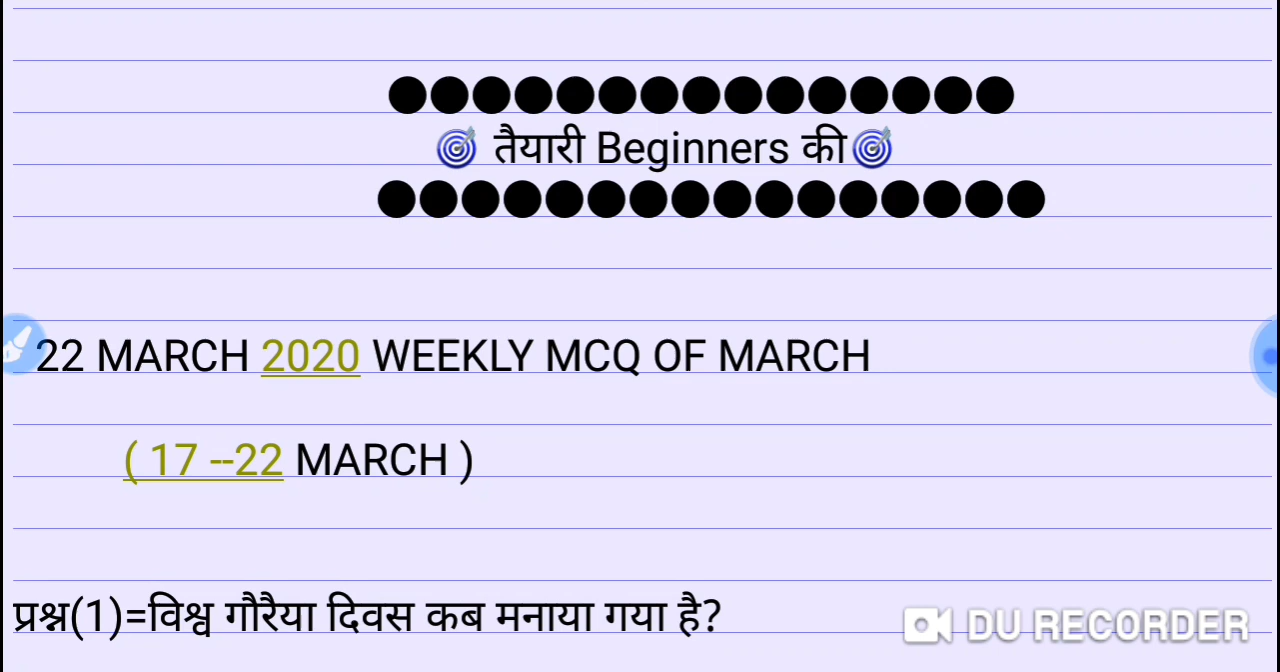 ●●●●●●●●●●●●●●●
🎯 तैयारी Beginners की🎯
●●●●●●●●●●●●●●●●
22 MARCH 2020 WEEKLY MCQ OF MARCH
( 17 --22 MARCH )
प्रश्न(1)=विश्व गौरैया दिवस कब मनाया गया है?
DU RECORDER